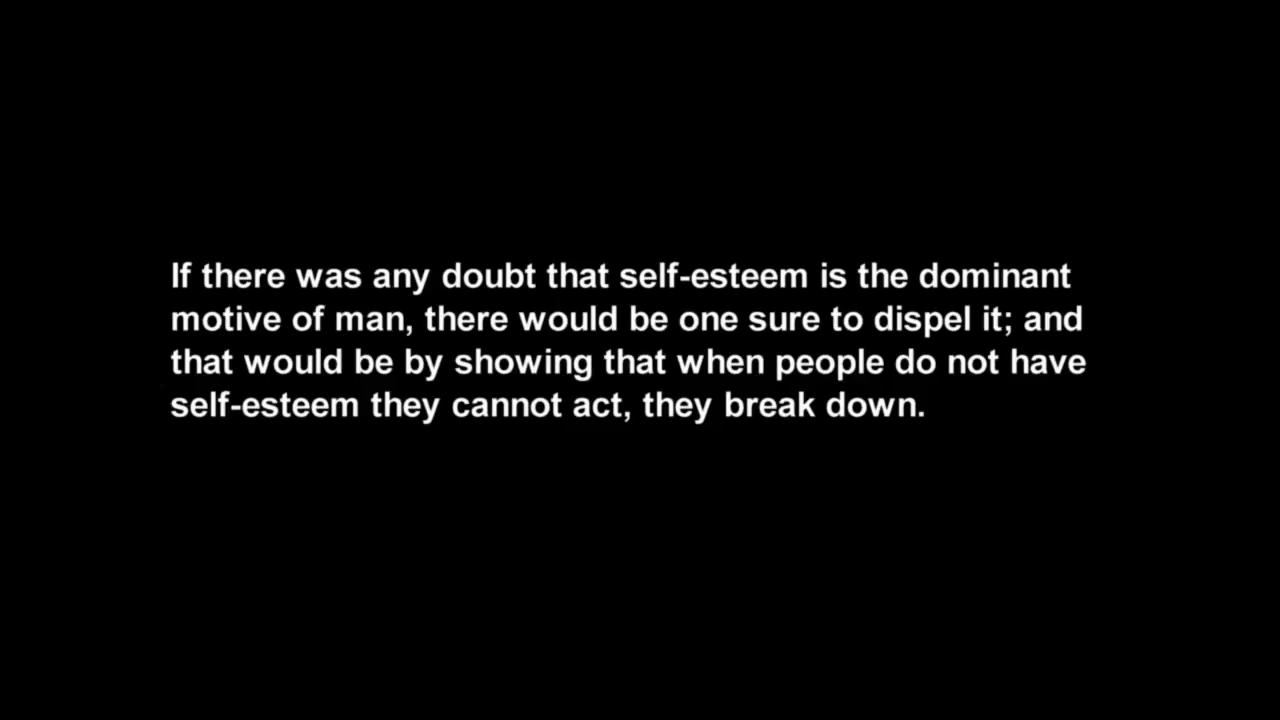 If there was any doubt that self-esteem is the dominant
motive of man, there would be one sure to dispel it; and
that would be by showing that when people do not have
self-esteem they cannot act, they break down.